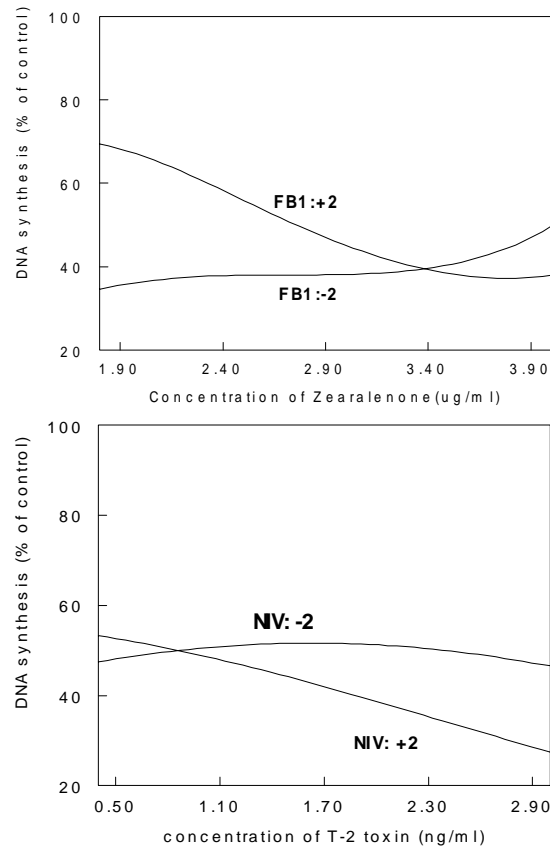 100
80
60
40
20
DNA synthesis (% of control)
FB1:+2
FB1:-2
1.90 2.40 2.90 3.40 3.90
Concentration of Zearalenone(ug/ml)
100
80
60
40
20
DNA synthesis (% of control)
NIV: -2
NIV: +2
0.50 1.10 1.70 2.30 2.90
concentration of T-2 toxin (ng/ml)